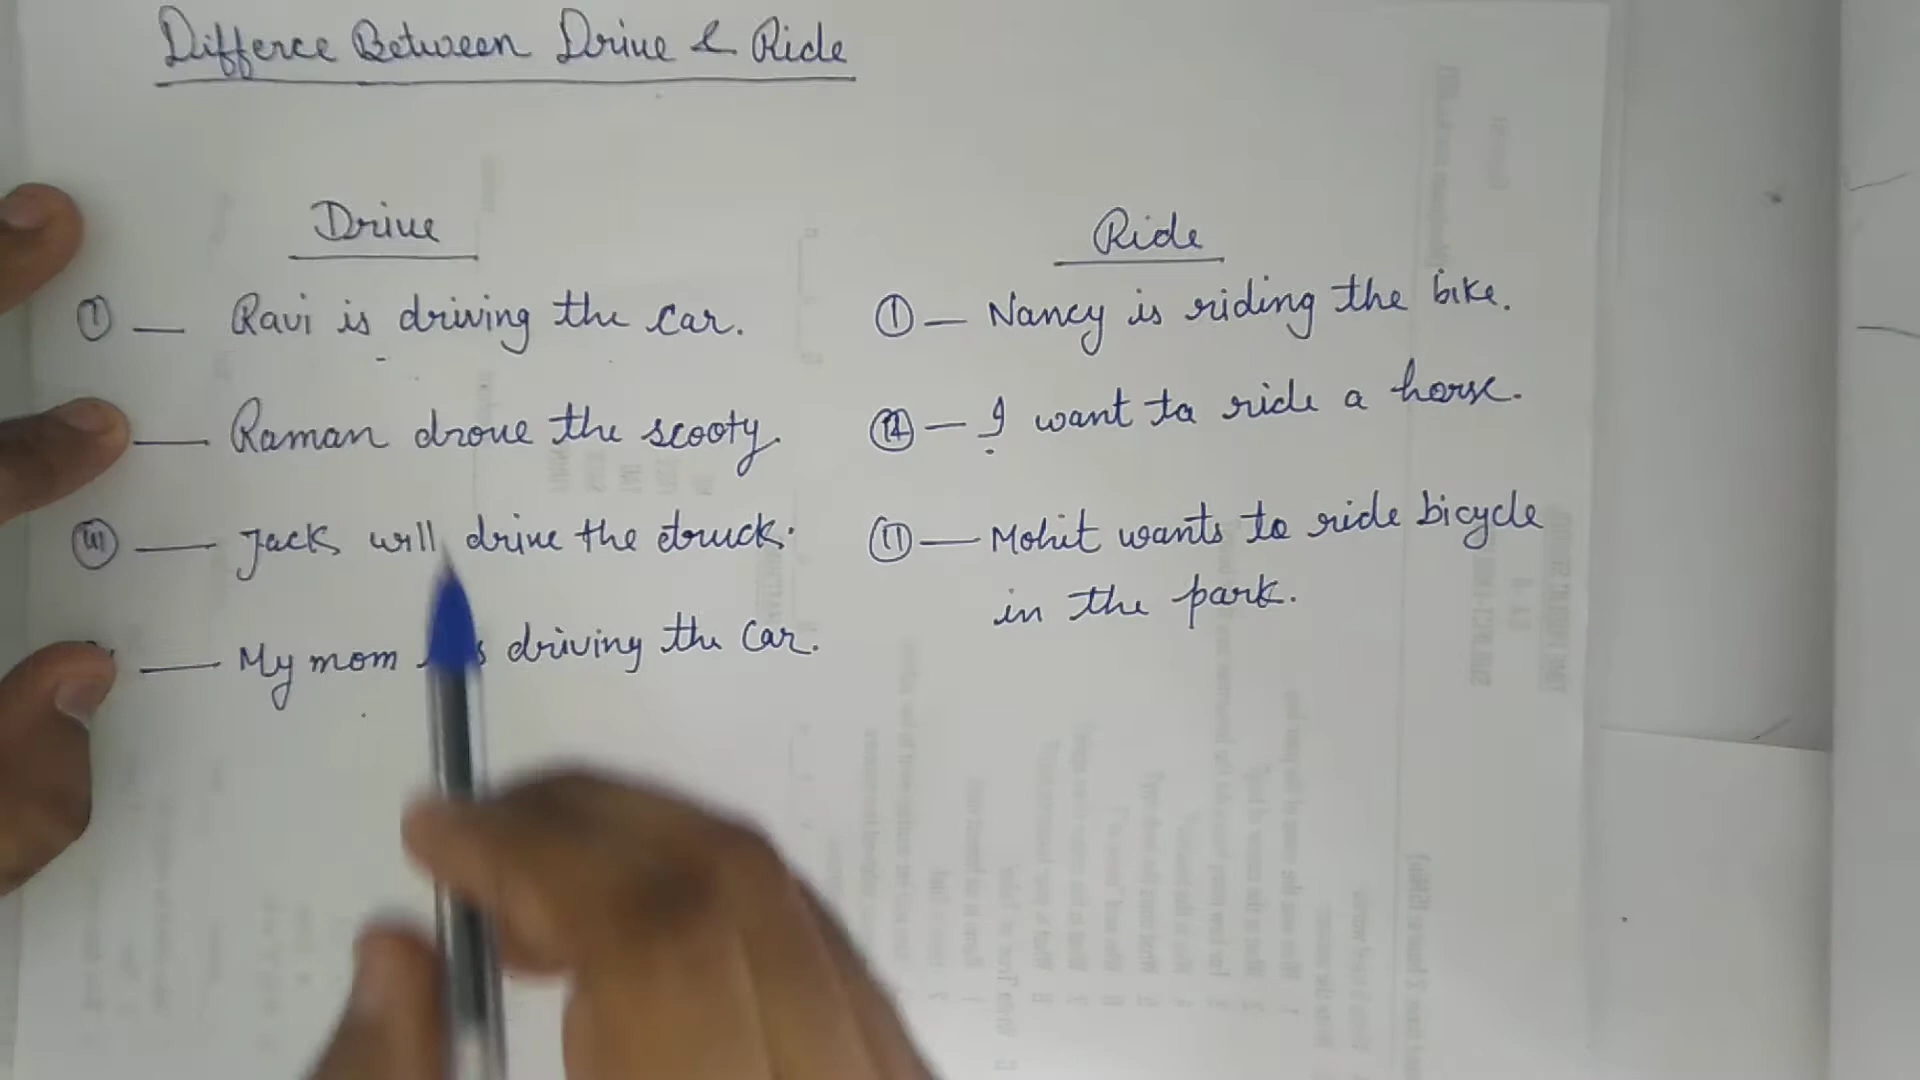 Differce Between Drive & Ride
Drive
① — Ravi is driving the car.
— Raman drove the scooty.
— Jack will drive the truck.
— My mom driving the car.
Ride
① — Nancy is riding the bike.
— I want to ride a horse.
— Mohit wants to ride bicycle
in the park.